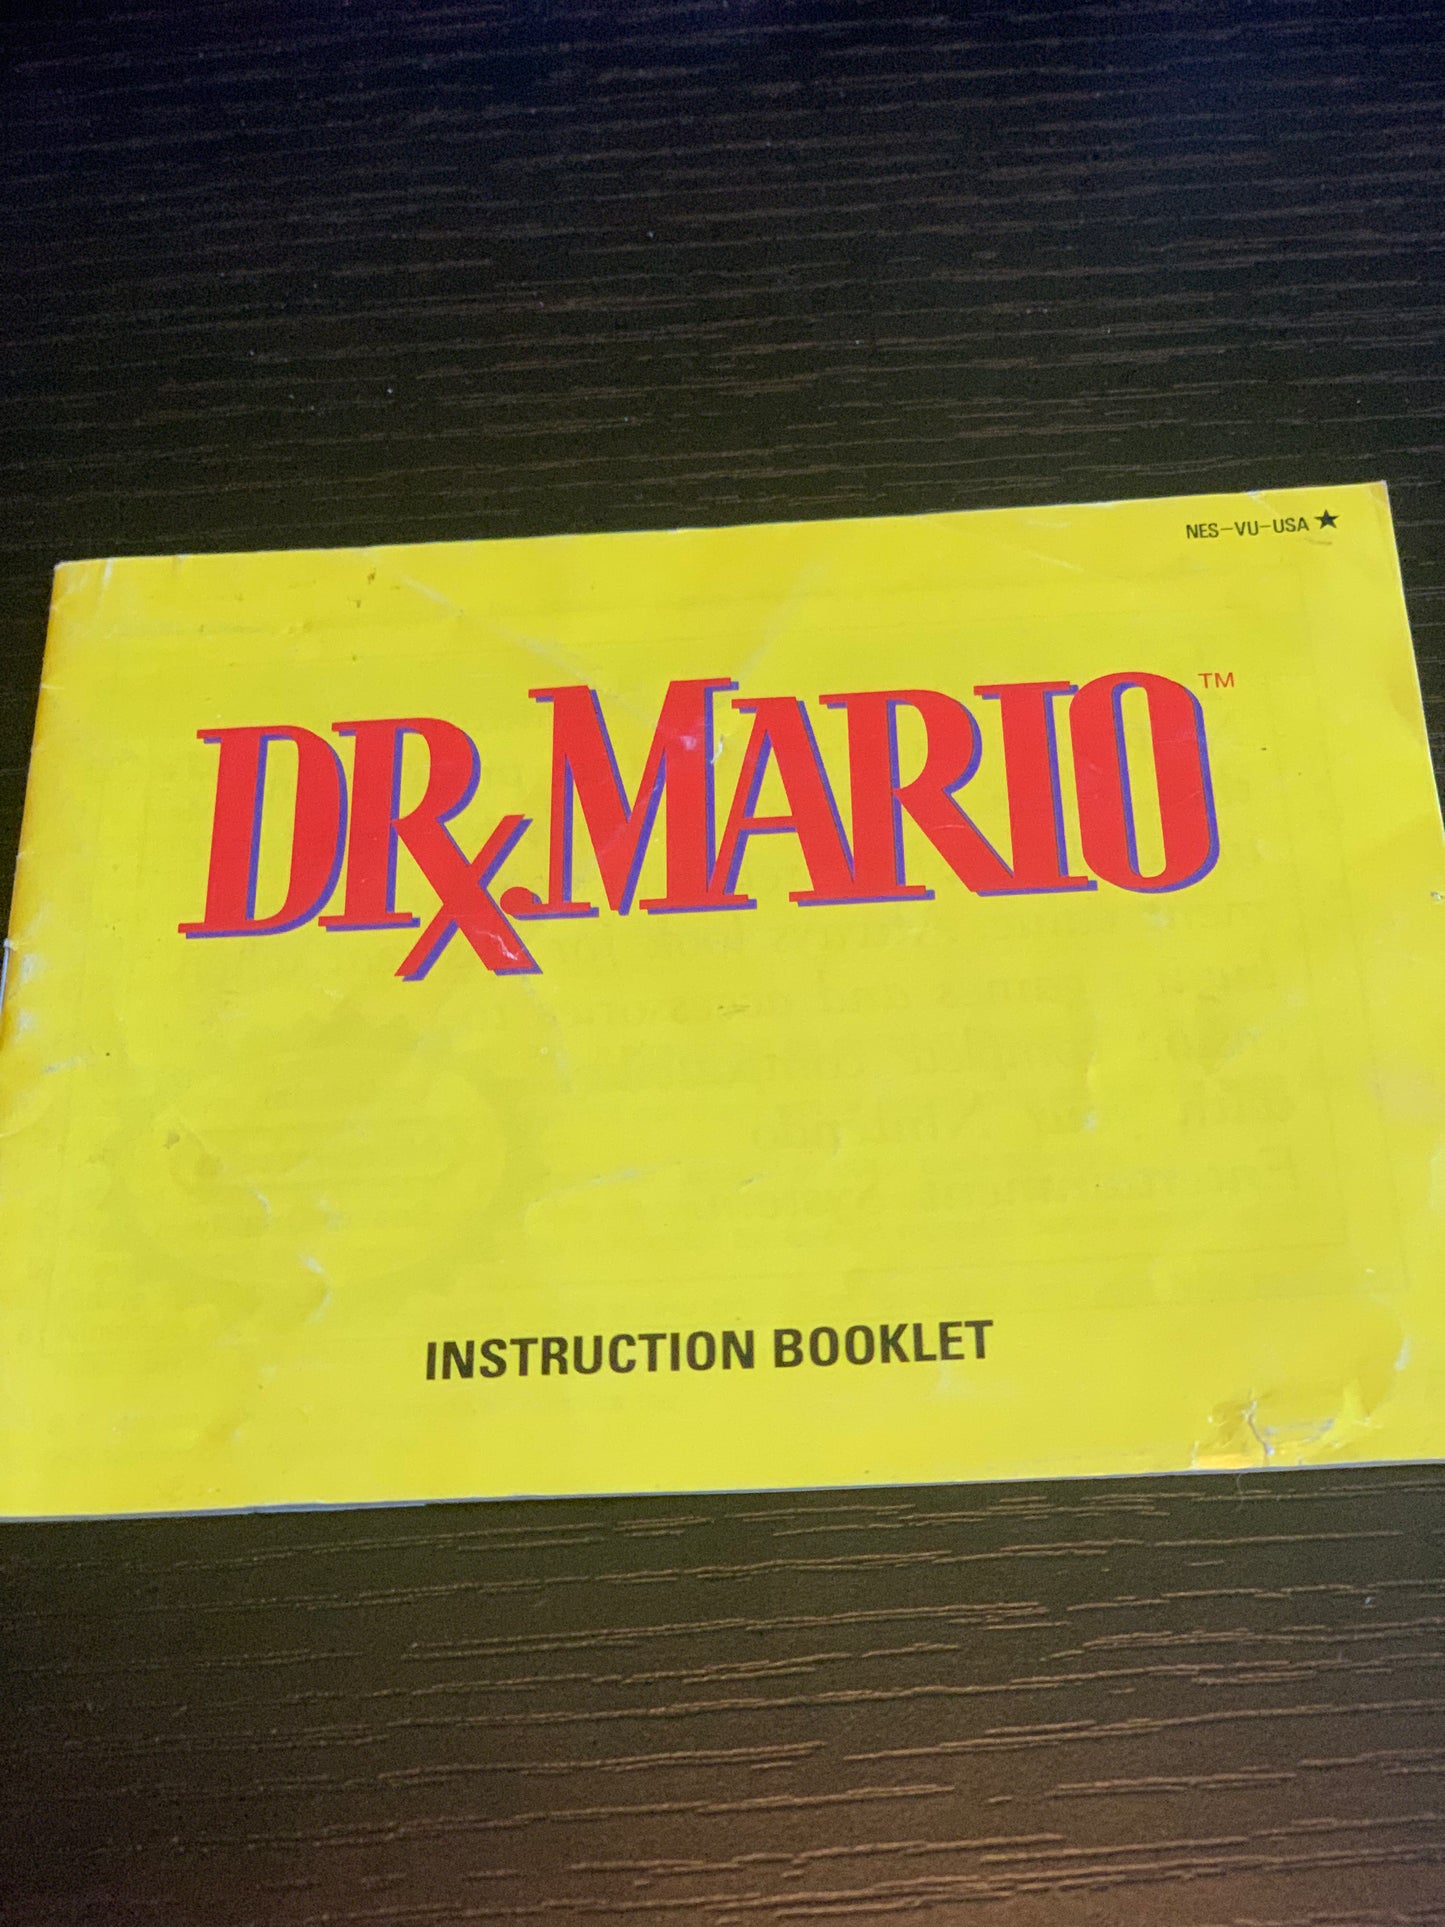 NES-VU-USA ★
DR. MARIO™
INSTRUCTION BOOKLET